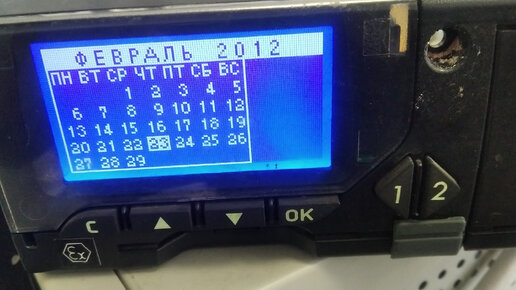 ФЕВРАЛЬ 2012
ПН ВТ СР ЧТ ПТ СБ ВС
1 2 3 4 5
6 7 8 9 10 11 12
13 14 15 16 17 18 19
20 21 22 23 24 25 26
27 28 29
C ▲ ▼ OK 1 2
Ex